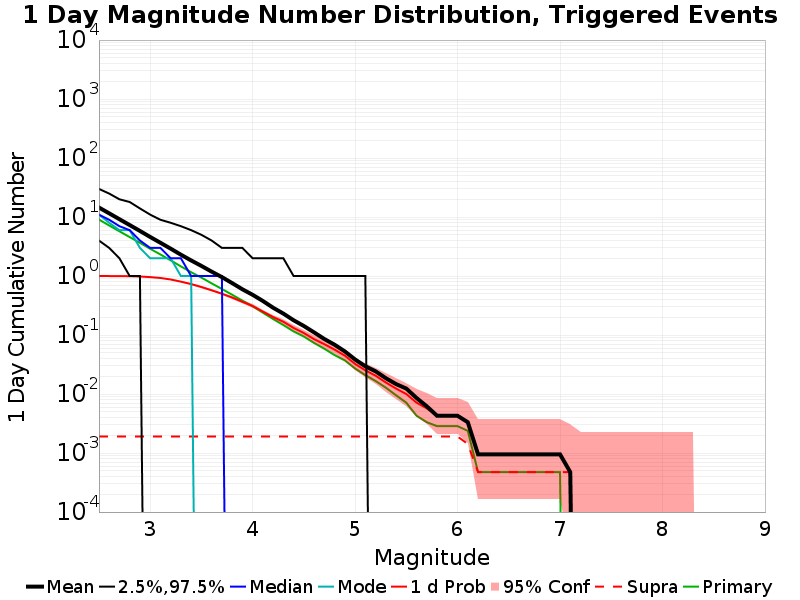 1 Day Magnitude Number Distribution, Triggered Events
1 Day Cumulative Number
10^4
10^3
10^2
10^1
10^0
10^-1
10^-2
10^-3
10^-4
3 4 5 6 7 8 9
Magnitude
Mean 2.5%,97.5% Median Mode 1 d Prob 95% Conf Supra Primary